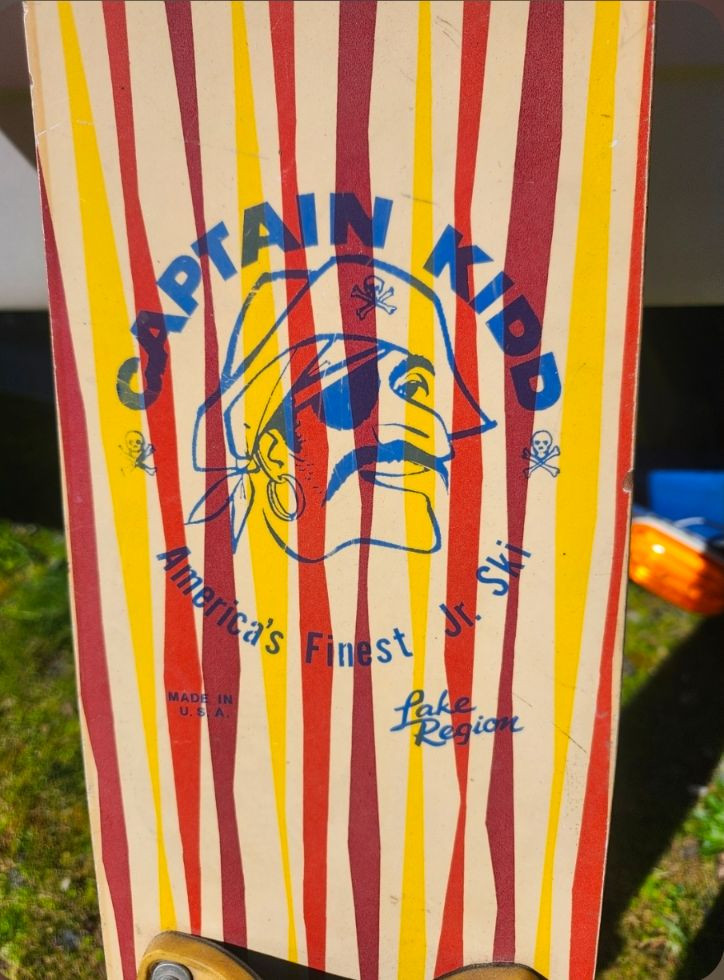 CAPTAIN KIDD
America's Finest Jr. Ski
MADE IN
U.S.A.
Lake
Region